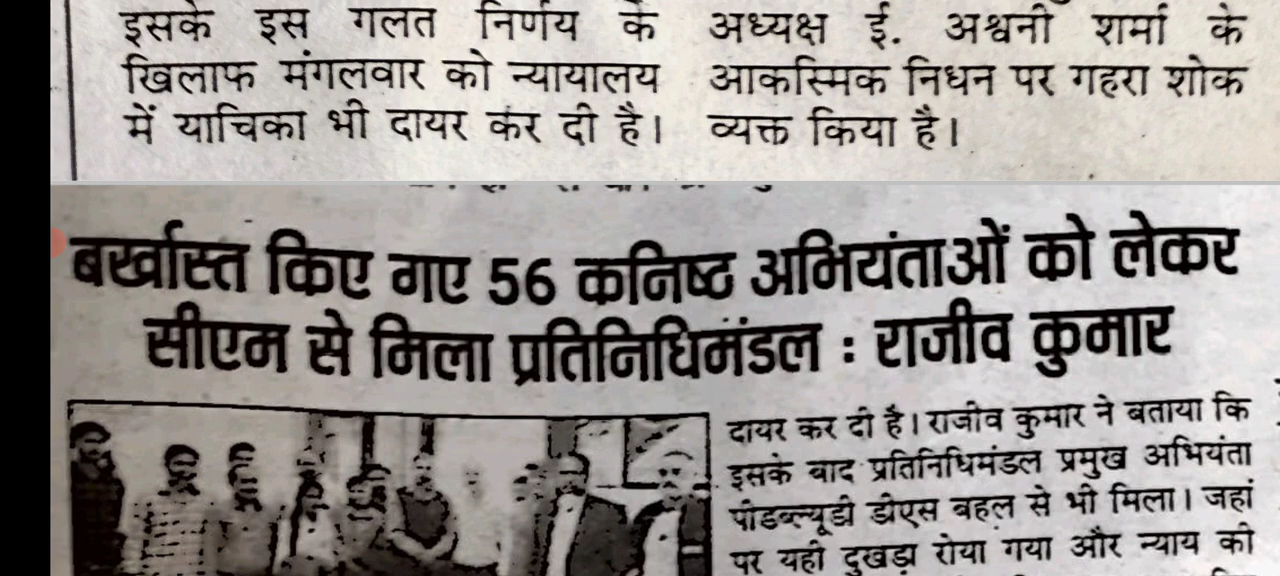 इसके इस गलत निर्णय के
खिलाफ मंगलवार को न्यायालय
में याचिका भी दायर कर दी है।
अध्यक्ष ई. अश्वनी शर्मा के
आकस्मिक निधन पर गहरा शोक
व्यक्त किया है।
बर्खास्त किए गए 56 कनिष्ठ अभियंताओं को लेकर
सीएम से मिला प्रतिनिधिमंडल : राजीव कुमार
दायर कर दी है। राजीव कुमार ने बताया कि
इसके बाद प्रतिनिधिमंडल प्रमुख अभियंता
पीडब्ल्यूडी डीएस बहल से भी मिला। जहां
पर यही दुखड़ा रोया गया और न्याय की